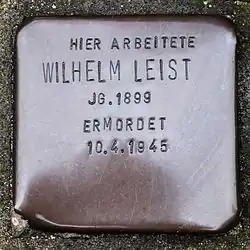 HIER ARBEITETE
WILHELM LEIST
JG. 1899
ERMORDET
10.4.1945